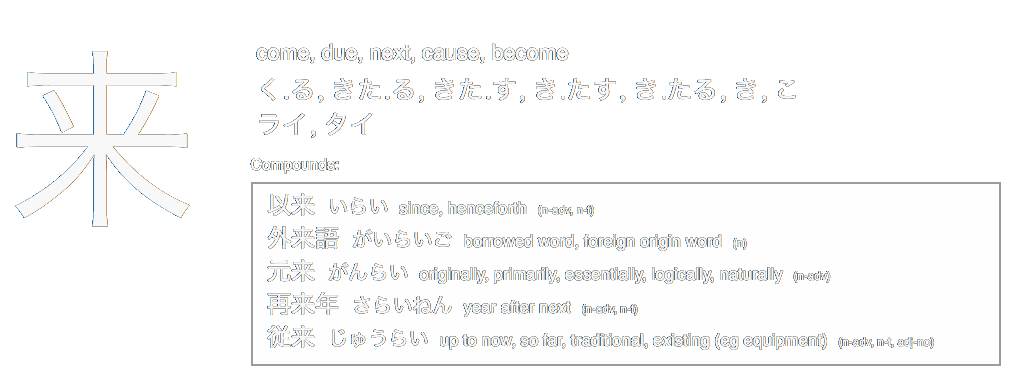 来
come, due, next, cause, become
く.る, きた.る, きた.す, き.たす, き.たる, き, こ
ライ, タイ
Compounds:
以来 いらい since, henceforth (n-adv, n-t)
外来語 がいらいご borrowed word, foreign origin word (n)
元来 がんらい originally, primarily, essentially, logically, naturally (n-adv)
再来年 さらいねん year after next (n-adv, n-t)
従来 じゅうらい up to now, so far, traditional, existing (eg equipment) (n-adv, n-t, adj-no)